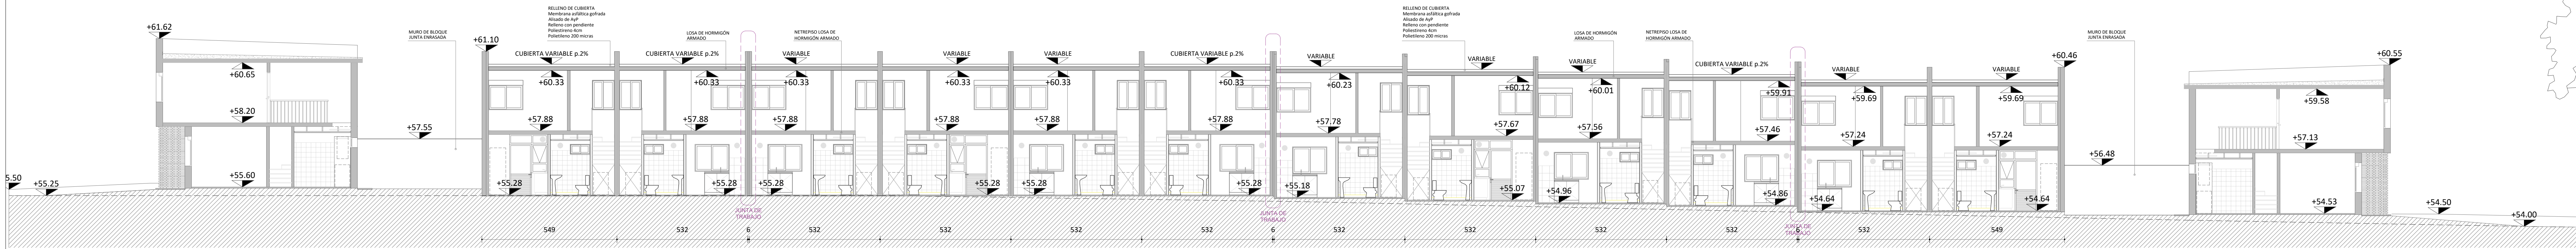 RELLENO DE CUBIERTA
Membrana asfáltica gofrada
Alisado de AyP
Relleno con pendiente
Poliestireno 4cm
Polietileno 200 micras
RELLENO DE CUBIERTA
Membrana asfáltica gofrada
Alisado de AyP
Relleno con pendiente
Poliestireno 4cm
Polietileno 200 micras
+61.62
MURO DE BLOQUE
JUNTA ENRASADA
+61.10
LOSA DE HORMIGÓN
ARMADO
NETREPISO LOSA DE
HORMIGÓN ARMADO
LOSA DE HORMIGÓN
ARMADO
NETREPISO LOSA DE
HORMIGÓN ARMADO
MURO DE BLOQUE
JUNTA ENRASADA
+60.46
+60.55
CUBIERTA VARIABLE p.2%
CUBIERTA VARIABLE p.2%
VARIABLE
VARIABLE
VARIABLE
CUBIERTA VARIABLE p.2%
VARIABLE
VARIABLE
VARIABLE
CUBIERTA VARIABLE p.2%
VARIABLE
VARIABLE
+60.65
+60.33
+60.33
+60.33
+60.33
+60.33
+60.33
+60.23
+60.12
+60.01
+59.91
+59.69
+59.69
+59.58
+58.20
+57.55
+57.88
+57.88
+57.88
+57.88
+57.88
+57.88
+57.78
+57.67
+57.56
+57.46
+57.24
+57.24
+56.48
+57.13
5.50
+55.25
+55.60
+55.28
+55.28
+55.28
+55.28
+55.28
+55.28
+55.18
+55.07
+54.96
+54.86
+54.64
+54.64
+54.53
+54.50
+54.00
JUNTA DE
TRABAJO
JUNTA DE
TRABAJO
JUNTA DE
TRABAJO
549
532
6
532
532
532
532
6
532
532
532
532
6
532
549